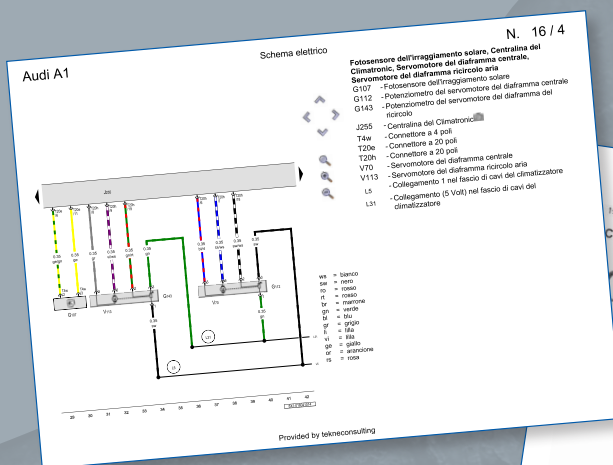 N. 16 / 4
Schema elettrico
Audi A1
Fotosensore dell'irraggiamento solare, Centralina del
Climatronic, Servomotore del diaframma centrale,
Servomotore del diaframma ricircolo aria
G107 - Fotosensore dell'irraggiamento solare
G112 - Potenziometro del servomotore del diaframma centrale
G143 - Potenziometro del servomotore del diaframma del
ricircolo
J255 - Centralina del Climatronic
T4w - Connettore a 4 poli
T20e - Connettore a 20 poli
T20h - Connettore a 20 poli
V70 - Servomotore del diaframma centrale
V113 - Servomotore del diaframma ricircolo aria
L5 - Collegamento 1 nel fascio di cavi del climatizzatore
L31 - Collegamento (5 Volt) nel fascio di cavi del
climatizzatore
ws = bianco
sw = nero
ro = rosso
rt = rosso
br = marrone
gn = verde
bl = blu
gr = grigio
li = lilla
vi = lilla
ge = giallo
or = arancione
rs = rosa
L31
L5
29 30 31 32 33 34 35 36 37 38 39 40 41 42
Provided by tekneconsulting